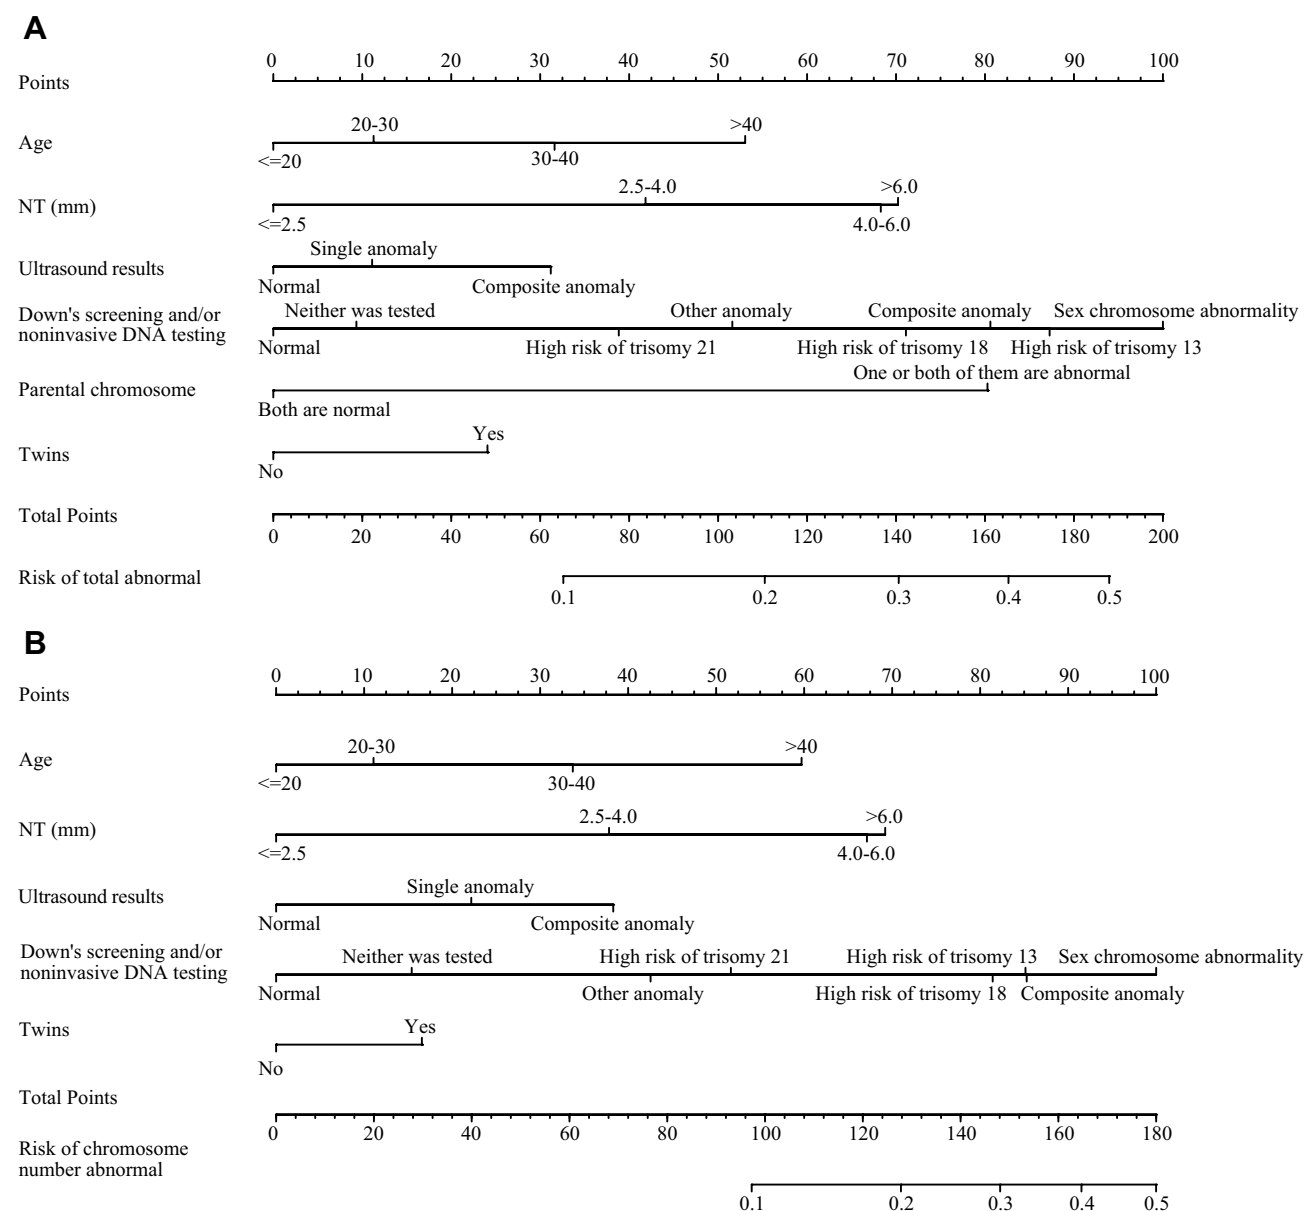 A
0 10 20 30 40 50 60 70 80 90 100
Points
20-30 >40
Age
<=20 30-40
2.5-4.0 >6.0
NT (mm)
<=2.5 4.0-6.0
Single anomaly
Ultrasound results
Normal Composite anomaly
Neither was tested Other anomaly Composite anomaly Sex chromosome abnormality
Down's screening and/or
noninvasive DNA testing
Normal High risk of trisomy 21 High risk of trisomy 18 High risk of trisomy 13
One or both of them are abnormal
Parental chromosome
Both are normal
Yes
Twins
No
Total Points
0 20 40 60 80 100 120 140 160 180 200
Risk of total abnormal
0.1 0.2 0.3 0.4 0.5
B
0 10 20 30 40 50 60 70 80 90 100
Points
20-30 >40
Age
<=20 30-40
2.5-4.0 >6.0
NT (mm)
<=2.5 4.0-6.0
Single anomaly
Ultrasound results
Normal Composite anomaly
Down's screening and/or
noninvasive DNA testing
Neither was tested High risk of trisomy 21 High risk of trisomy 13 Sex chromosome abnormality
Normal Other anomaly High risk of trisomy 18 Composite anomaly
Yes
Twins
No
Total Points
0 20 40 60 80 100 120 140 160 180
Risk of chromosome
number abnormal
0.1 0.2 0.3 0.4 0.5